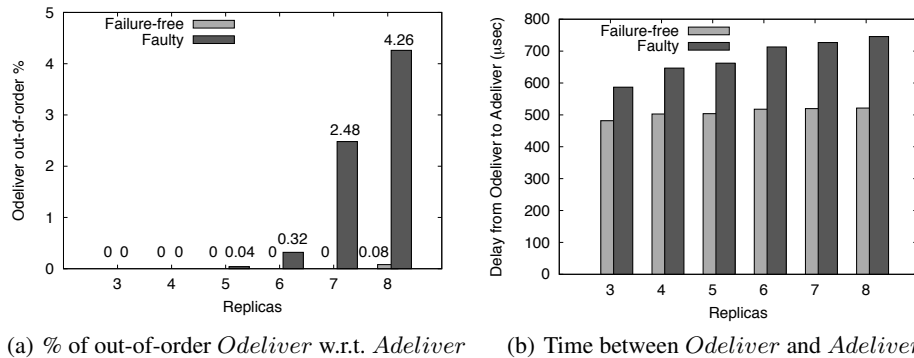 5
4
3
2
1
0
Odeliver out-of-order %
Failure-free
Faulty
0 0
0 0
0 0.04
0 0.32
0 2.48
0.08 4.26
3 4 5 6 7 8
Replicas
(a) % of out-of-order Odeliver w.r.t. Adeliver
800
700
600
500
400
300
200
100
0
Delay from Odeliver to Adeliver (μsec)
Failure-free
Faulty
3 4 5 6 7 8
Replicas
(b) Time between Odeliver and Adeliver